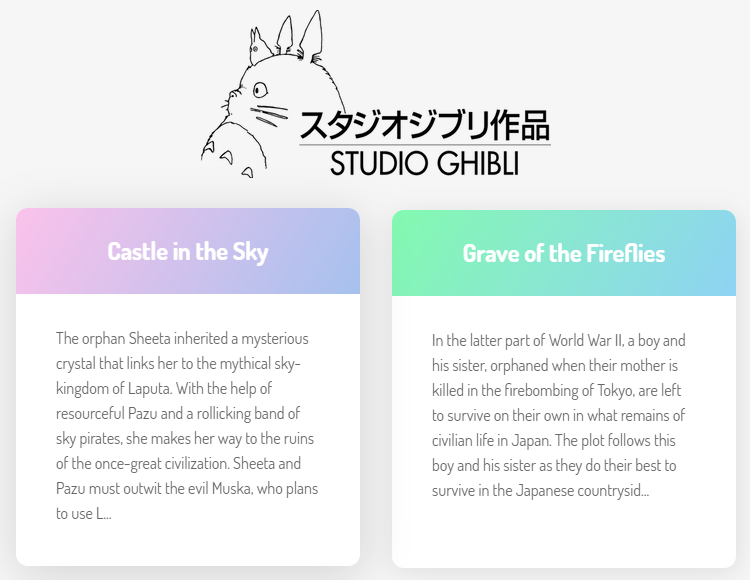 スタジオジブリ作品
STUDIO GHIBLI
Castle in the Sky
The orphan Sheeta inherited a mysterious
crystal that links her to the mythical sky-
kingdom of Laputa. With the help of
resourceful Pazu and a rollicking band of
sky pirates, she makes her way to the ruins
of the once-great civilization. Sheeta and
Pazu must outwit the evil Muska, who plans
to use L...
Grave of the Fireflies
In the latter part of World War II, a boy and
his sister, orphaned when their mother is
killed in the firebombing of Tokyo, are left
to survive on their own in what remains of
civilian life in Japan. The plot follows this
boy and his sister as they do their best to
survive in the Japanese countrysid...